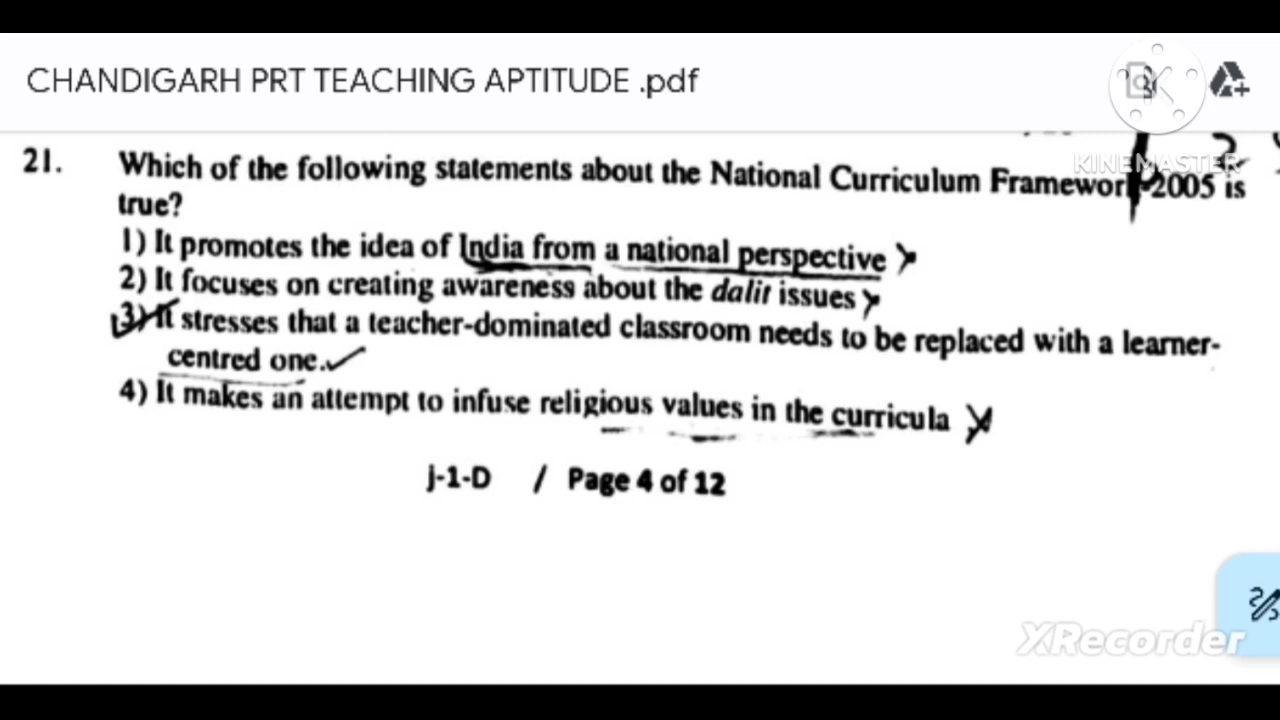 CHANDIGARH PRT TEACHING APTITUDE .pdf
KINEMASTER
21. Which of the following statements about the National Curriculum Framework-2005 is
true?
1) It promotes the idea of India from a national perspective
2) It focuses on creating awareness about the dalit issues
3) It stresses that a teacher-dominated classroom needs to be replaced with a learner-
centred one.
4) It makes an attempt to infuse religious values in the curricula
j-1-D / Page 4 of 12
XRecorder